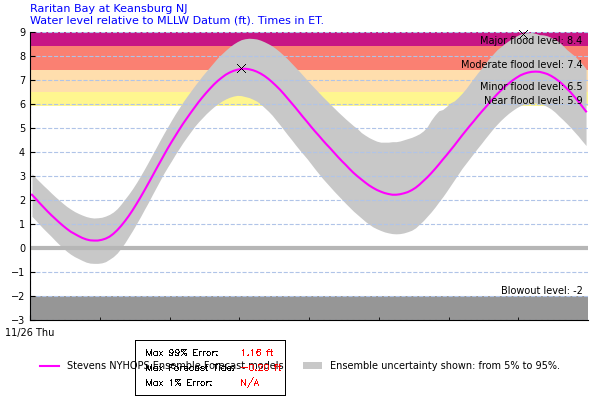 Raritan Bay at Keansburg NJ
Water level relative to MLLW Datum (ft). Times in ET.
9
8
7
6
5
4
3
2
1
0
−1
−2
−3
Major flood level: 8.4
Moderate flood level: 7.4
Minor flood level: 6.5
Near flood level: 5.9
Blowout level: -2
11/26 Thu
Max 99% Error: 1.16 ft
Stevens NYHOPS Ensemble Forecast models
Max Forecast Tide:
Max 1% Error: N/A
Ensemble uncertainty shown: from 5% to 95%.